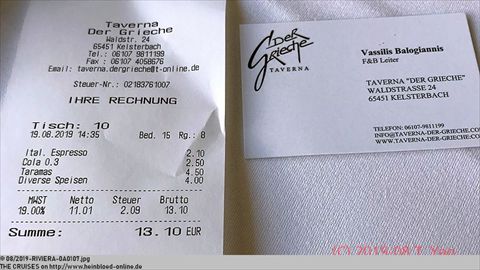 Taverna
Der Grieche
Waldstr. 24
65451 Kelsterbach
Tel.: 06107 9811199
Fax : 06107 4058676
Email: taverna.dergrieche@t-online.de
Steuer-Nr.: 02183761007
IHRE RECHNUNG
Tisch: 10
19.08.2019 14:35 Bed. 15 Rg.: 8
Ital. Espresso 2.10
Cola 0.3 2.50
Taramas 4.50
Diverse Speisen 4.00
MWST Netto Steuer Brutto
19.00% 11.01 2.09 13.10
Summe: 13.10 EUR
DER
Grieche
TAVERNA
Vassilis Balogiannis
F&B Leiter
TAVERNA "DER GRIECHE"
WALDSTRASSE 24
65451 KELSTERBACH
TELEFON: 06107-9811199
INFO@TAVERNA-DER-GRIECHE.COM
WWW.TAVERNA-DER-GRIECHE.CO
(C) 2019-08 T. Yan
© 08/2019-RIVIERA-0A0107.jpg
THE CRUISES on http://www.heinbloed-online.de